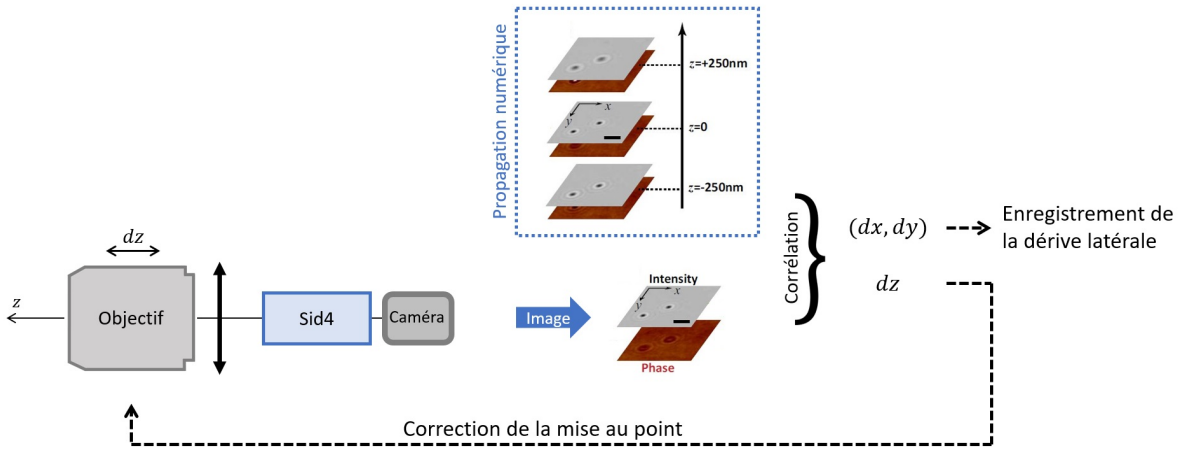 Propagation numérique
z=+250nm
x
y
z=0
z=-250nm
Corrélation
(dx, dy)
Enregistrement de
la dérive latérale
dz
dz
z
Objectif
Sid4
Caméra
Image
Intensity
x
y
Phase
Correction de la mise au point